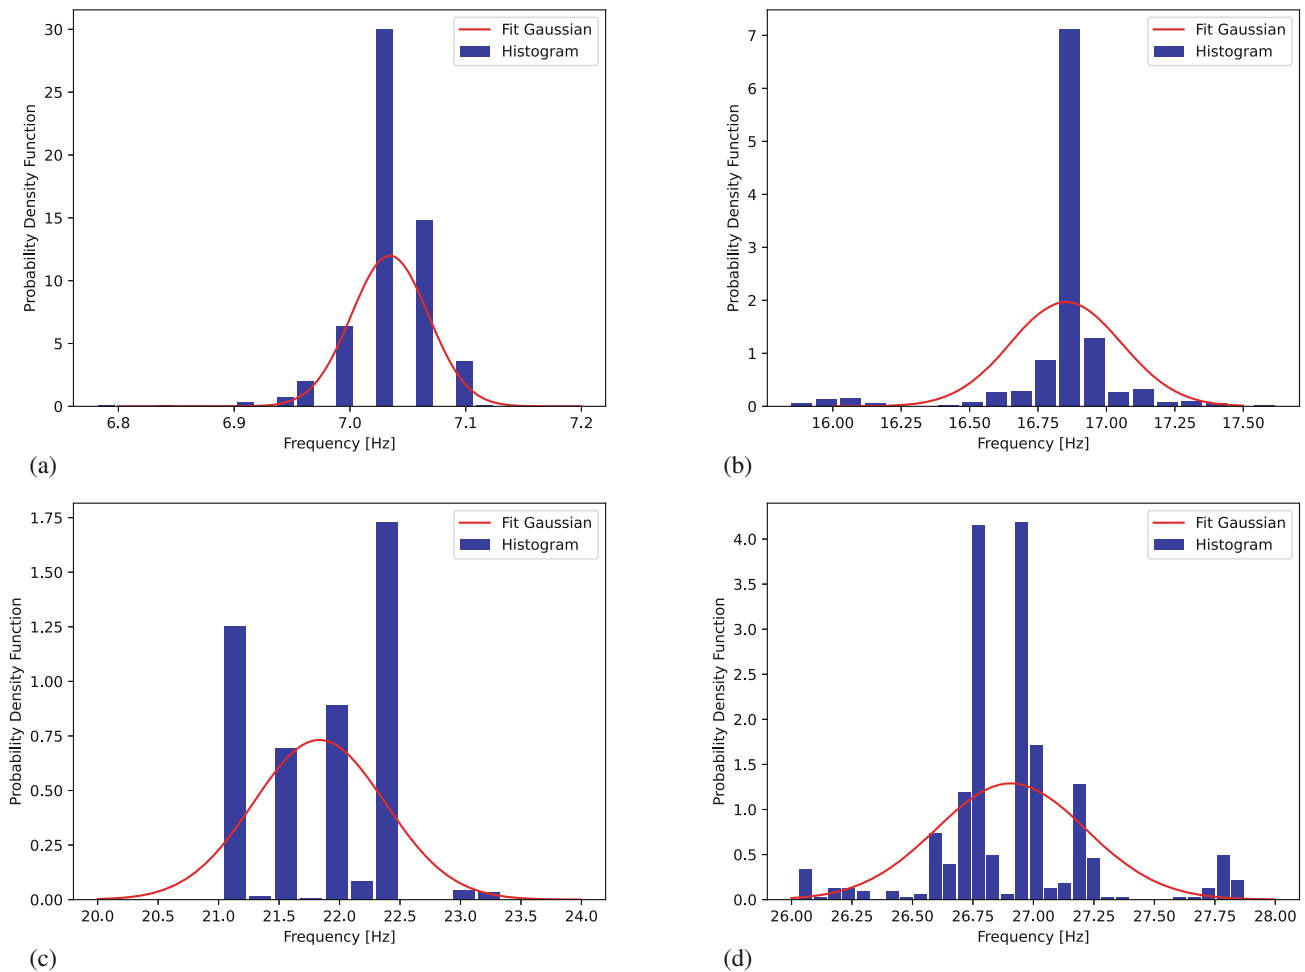 Fit Gaussian
Histogram
Probability Density Function
30
25
20
15
10
5
0
6.8 6.9 7.0 7.1 7.2
Frequency [Hz]
(a)
Fit Gaussian
Histogram
Probability Density Function
7
6
5
4
3
2
1
0
16.00 16.25 16.50 16.75 17.00 17.25 17.50
Frequency [Hz]
(b)
Fit Gaussian
Histogram
Probability Density Function
1.75
1.50
1.25
1.00
0.75
0.50
0.25
0.00
20.0 20.5 21.0 21.5 22.0 22.5 23.0 23.5 24.0
Frequency [Hz]
(c)
Fit Gaussian
Histogram
Probability Density Function
4.0
3.5
3.0
2.5
2.0
1.5
1.0
0.5
0.0
26.00 26.25 26.50 26.75 27.00 27.25 27.50 27.75 28.00
Frequency [Hz]
(d)